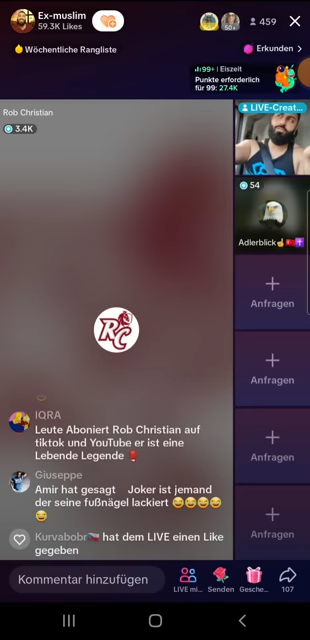 Ex-muslim
59.3K Likes
50+
459
Wöchentliche Rangliste
Erkunden >
99+ | Eiszeit
Punkte erforderlich
für 99: 27.4K
Rob Christian
3.4K
LIVE-Creat...
54
Adlerblick☝️🇹🇷✝️
RC
Anfragen
Anfragen
Anfragen
Anfragen
IQRA
Leute Aboniert Rob Christian auf
tiktok und YouTube er ist eine
Lebende Legende
Giuseppe
Amir hat gesagt Joker ist jemand
der seine fußnägel lackiert 😂😂😂😂
😂
Kurvabobr hat dem LIVE einen Like
gegeben
Kommentar hinzufügen
LIVE mi...
Senden
Gesche...
107